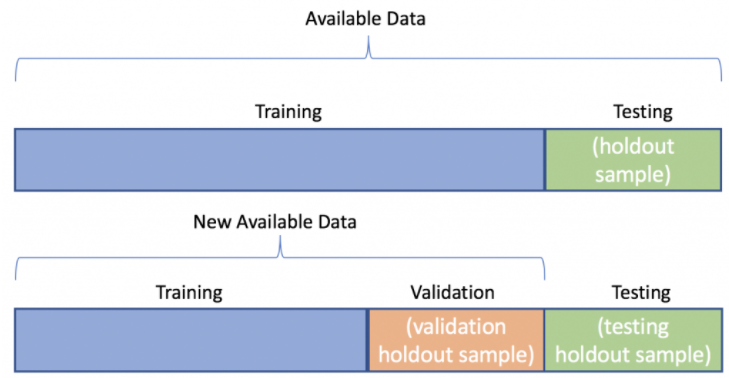 Available Data
Training
Testing
(holdout
sample)
New Available Data
Training
Validation
Testing
(validation
holdout sample)
(testing
holdout sample)